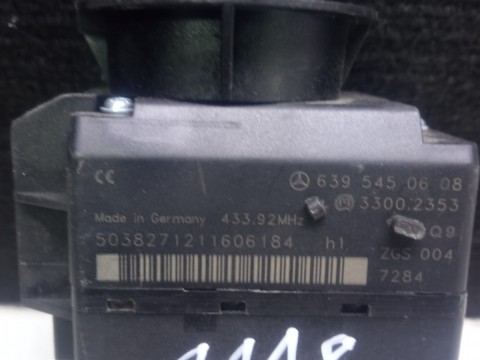 CE 639 545 06 08
3300.2353
Made in Germany 433.92MHz
Q9
5038271211606184 h1
ZGS 004
7284